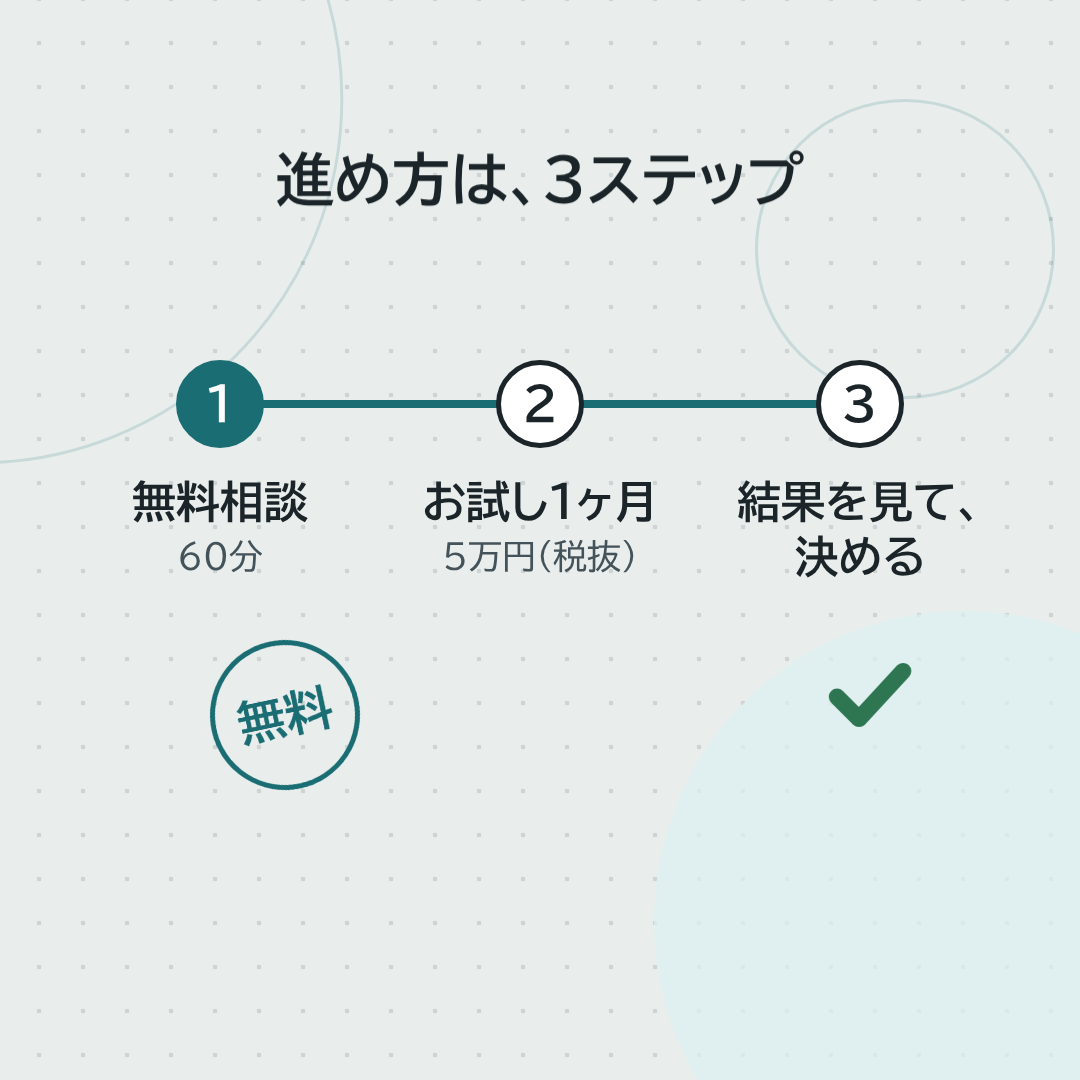 進め方は、3ステップ
1
2
3
無料相談
60分
お試し1ヶ月
5万円(税抜)
結果を見て、
決める
無料